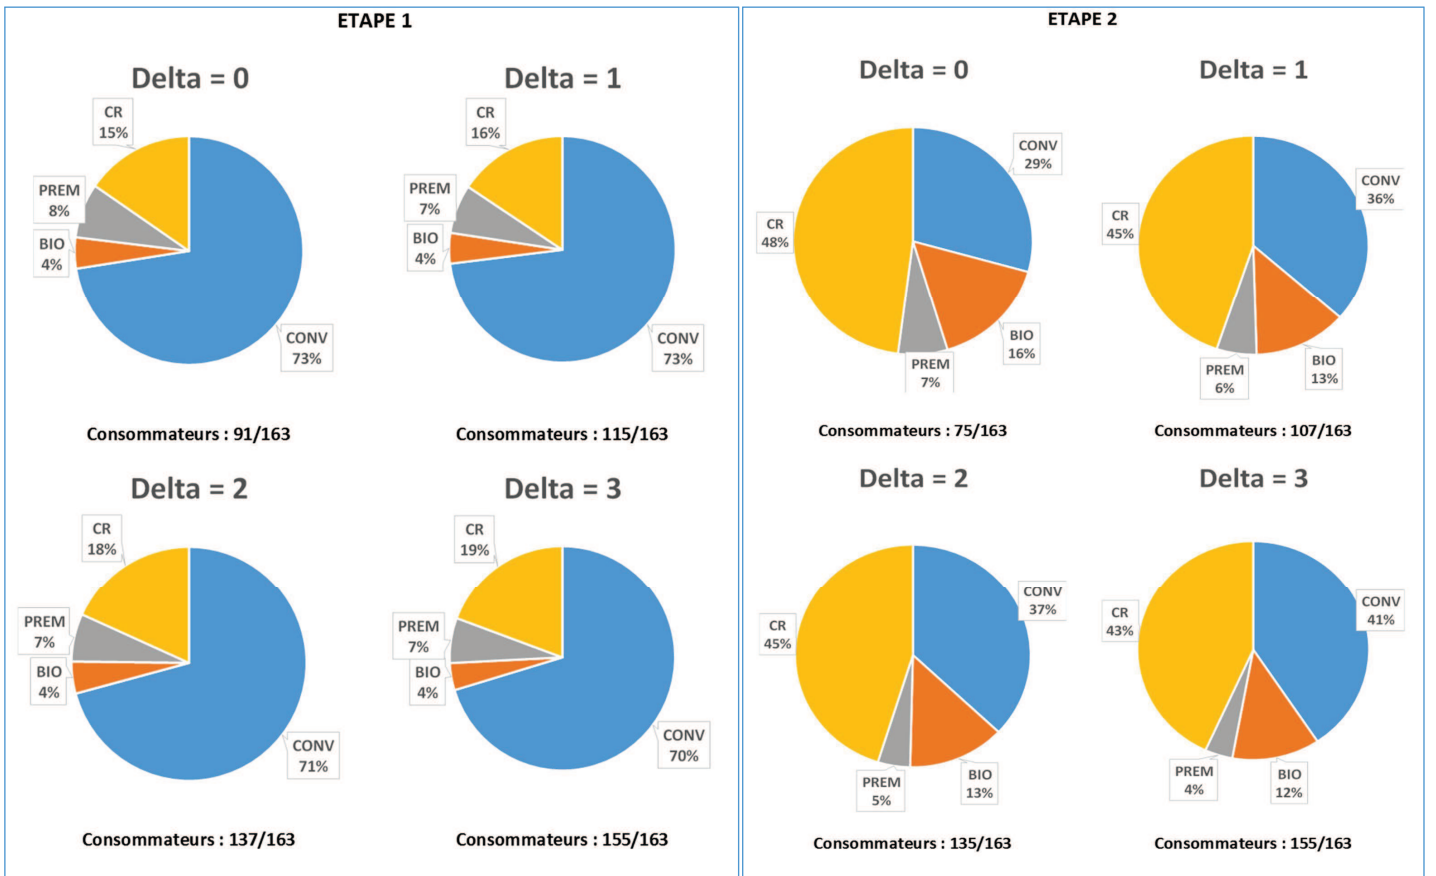 ETAPE 1
Delta = 0
CR
15%
PREM
8%
BIO
4%
CONV
73%
Consommateurs : 91/163
Delta = 1
CR
16%
PREM
7%
BIO
4%
CONV
73%
Consommateurs : 115/163
Delta = 2
CR
18%
PREM
7%
BIO
4%
CONV
71%
Consommateurs : 137/163
Delta = 3
CR
19%
PREM
7%
BIO
4%
CONV
70%
Consommateurs : 155/163
ETAPE 2
Delta = 0
CONV
29%
CR
48%
BIO
16%
PREM
7%
Consommateurs : 75/163
Delta = 1
CONV
36%
CR
45%
BIO
13%
PREM
6%
Consommateurs : 107/163
Delta = 2
CONV
37%
CR
45%
BIO
13%
PREM
5%
Consommateurs : 135/163
Delta = 3
CONV
41%
CR
43%
BIO
12%
PREM
4%
Consommateurs : 155/163